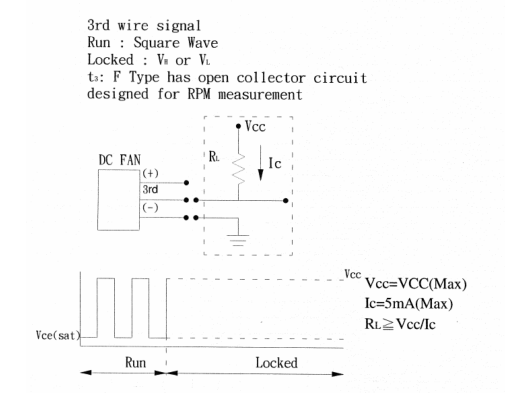 3rd wire signal
Run : Square Wave
Locked : VH or VL
t3: F Type has open collector circuit
designed for RPM measurement
Vcc
RL
Ic
DC FAN
(+)
3rd
(-)
Vcc
Vcc=VCC(Max)
Ic=5mA(Max)
RL≧Vcc/Ic
Vce(sat)
Run
Locked